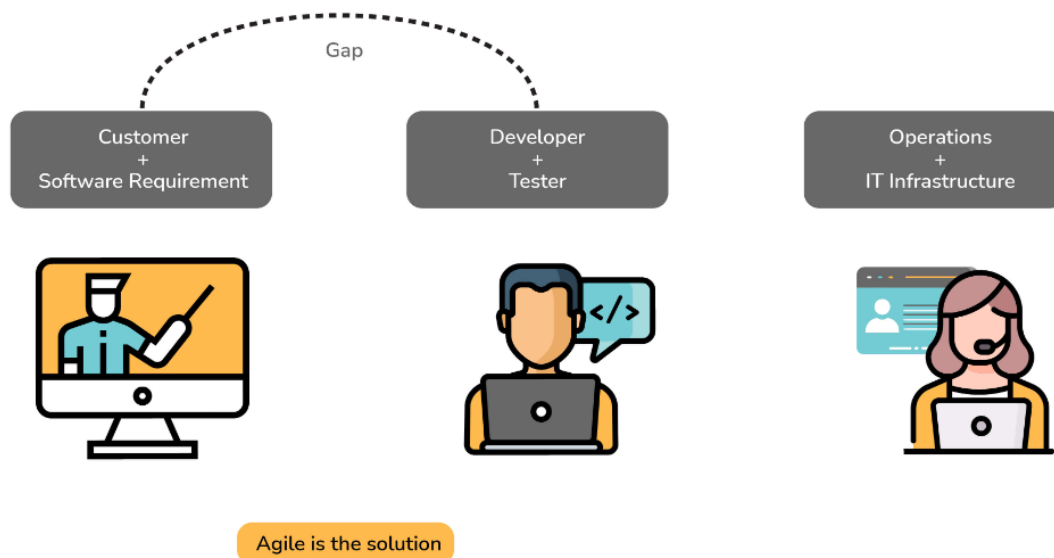 Gap
Customer
+
Software Requirement
Developer
+
Tester
Operations
+
IT Infrastructure
</>
Agile is the solution